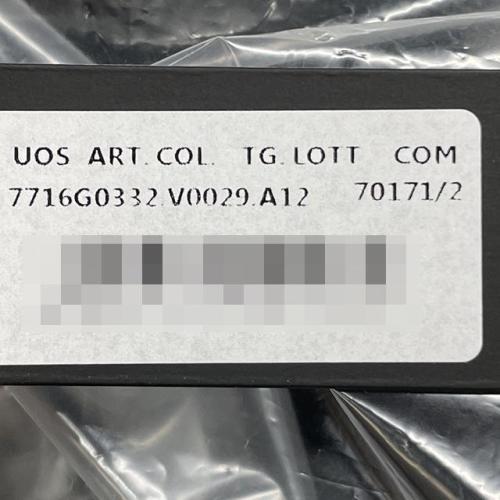 UOS ART. COL. TG. LOTT COM
7716G0332.V0029.A12 70171/2